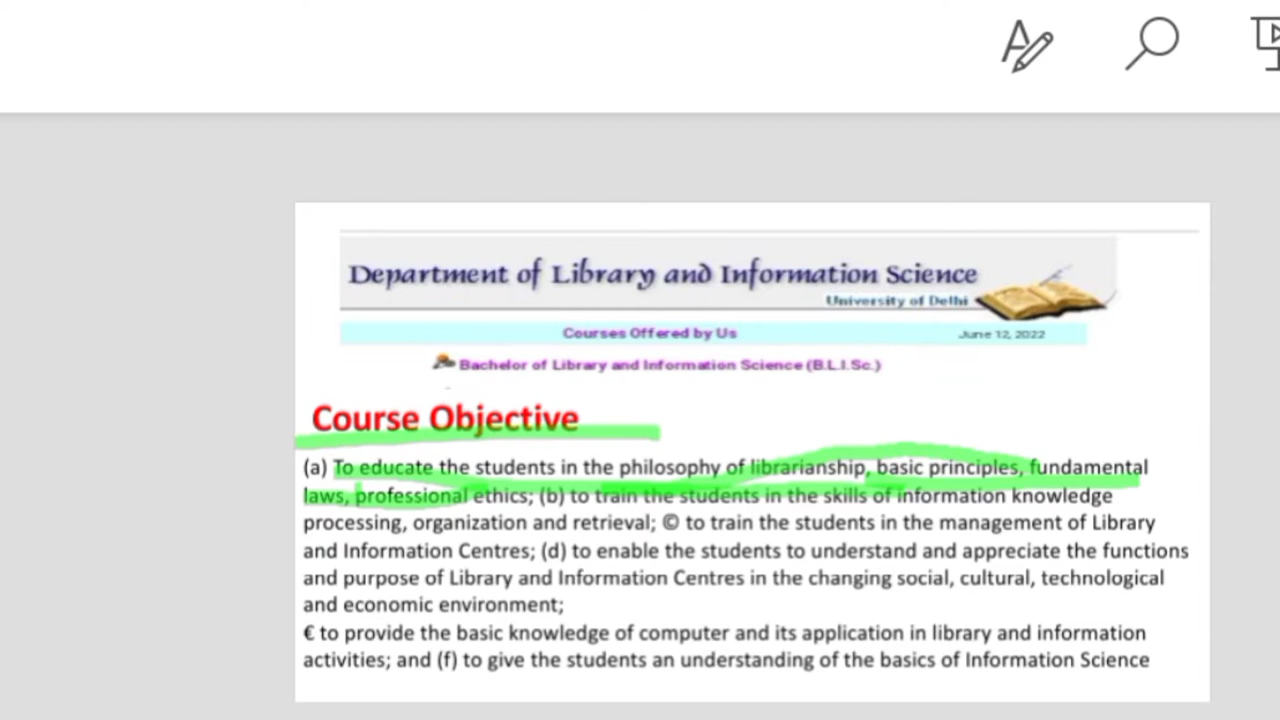 Department of Library and Information Science
University of Delhi
Courses Offered by Us June 12, 2022
Bachelor of Library and Information Science (B.L.I.Sc.)
Course Objective
(a) To educate the students in the philosophy of librarianship, basic principles, fundamental
laws, professional ethics; (b) to train the students in the skills of information knowledge
processing, organization and retrieval; © to train the students in the management of Library
and Information Centres; (d) to enable the students to understand and appreciate the functions
and purpose of Library and Information Centres in the changing social, cultural, technological
and economic environment;
€ to provide the basic knowledge of computer and its application in library and information
activities; and (f) to give the students an understanding of the basics of Information Science